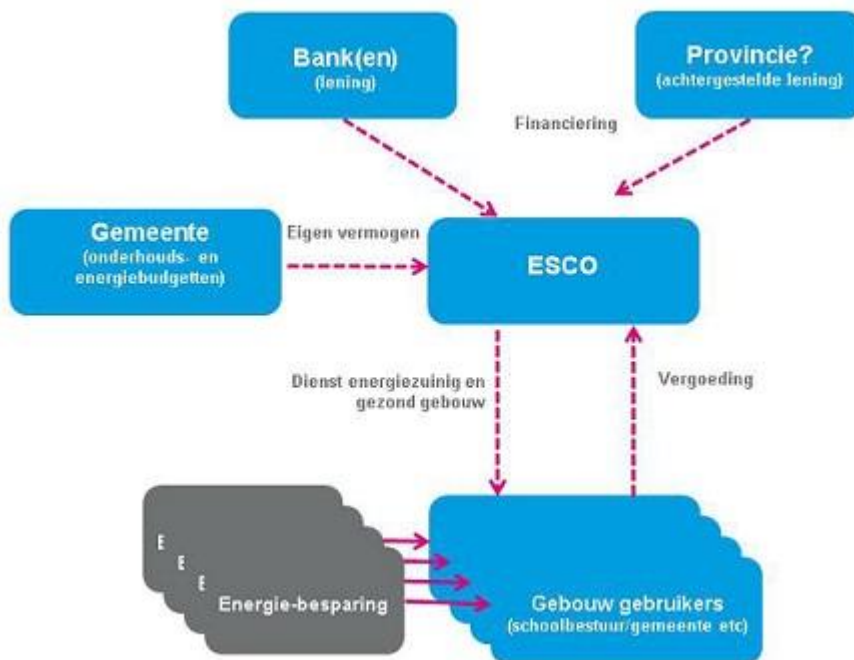 Bank(en)
(lening)
Provincie?
(achtergestelde lening)
Financiering
Gemeente
(onderhouds- en
energiebudgetten)
Eigen vermogen
ESCO
Dienst energiezuinig en
gezond gebouw
Vergoeding
E
E
E
Energie-besparing
Gebouw gebruikers
(schoolbestuur/gemeente etc)